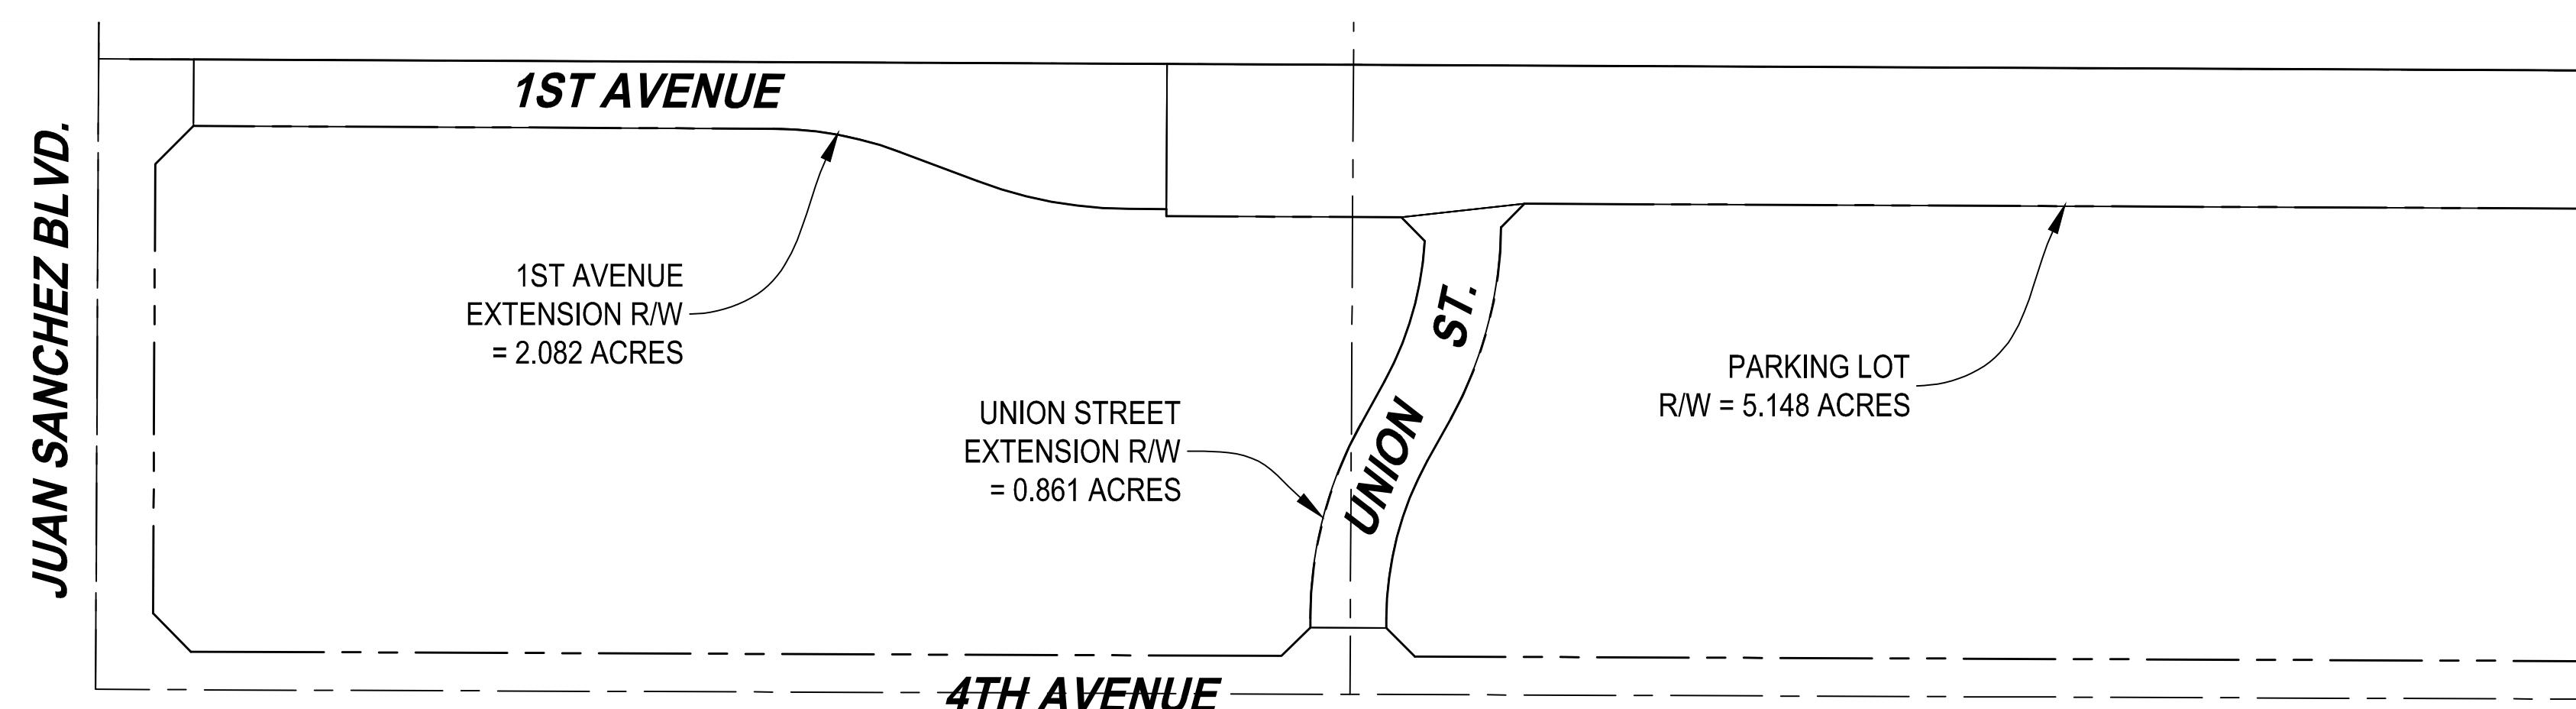 1ST AVENUE
JUAN SANCHEZ BLVD.
1ST AVENUE
EXTENSION R/W
= 2.082 ACRES
UNION ST.
PARKING LOT
R/W = 5.148 ACRES
UNION STREET
EXTENSION R/W
= 0.861 ACRES
4TH AVENUE